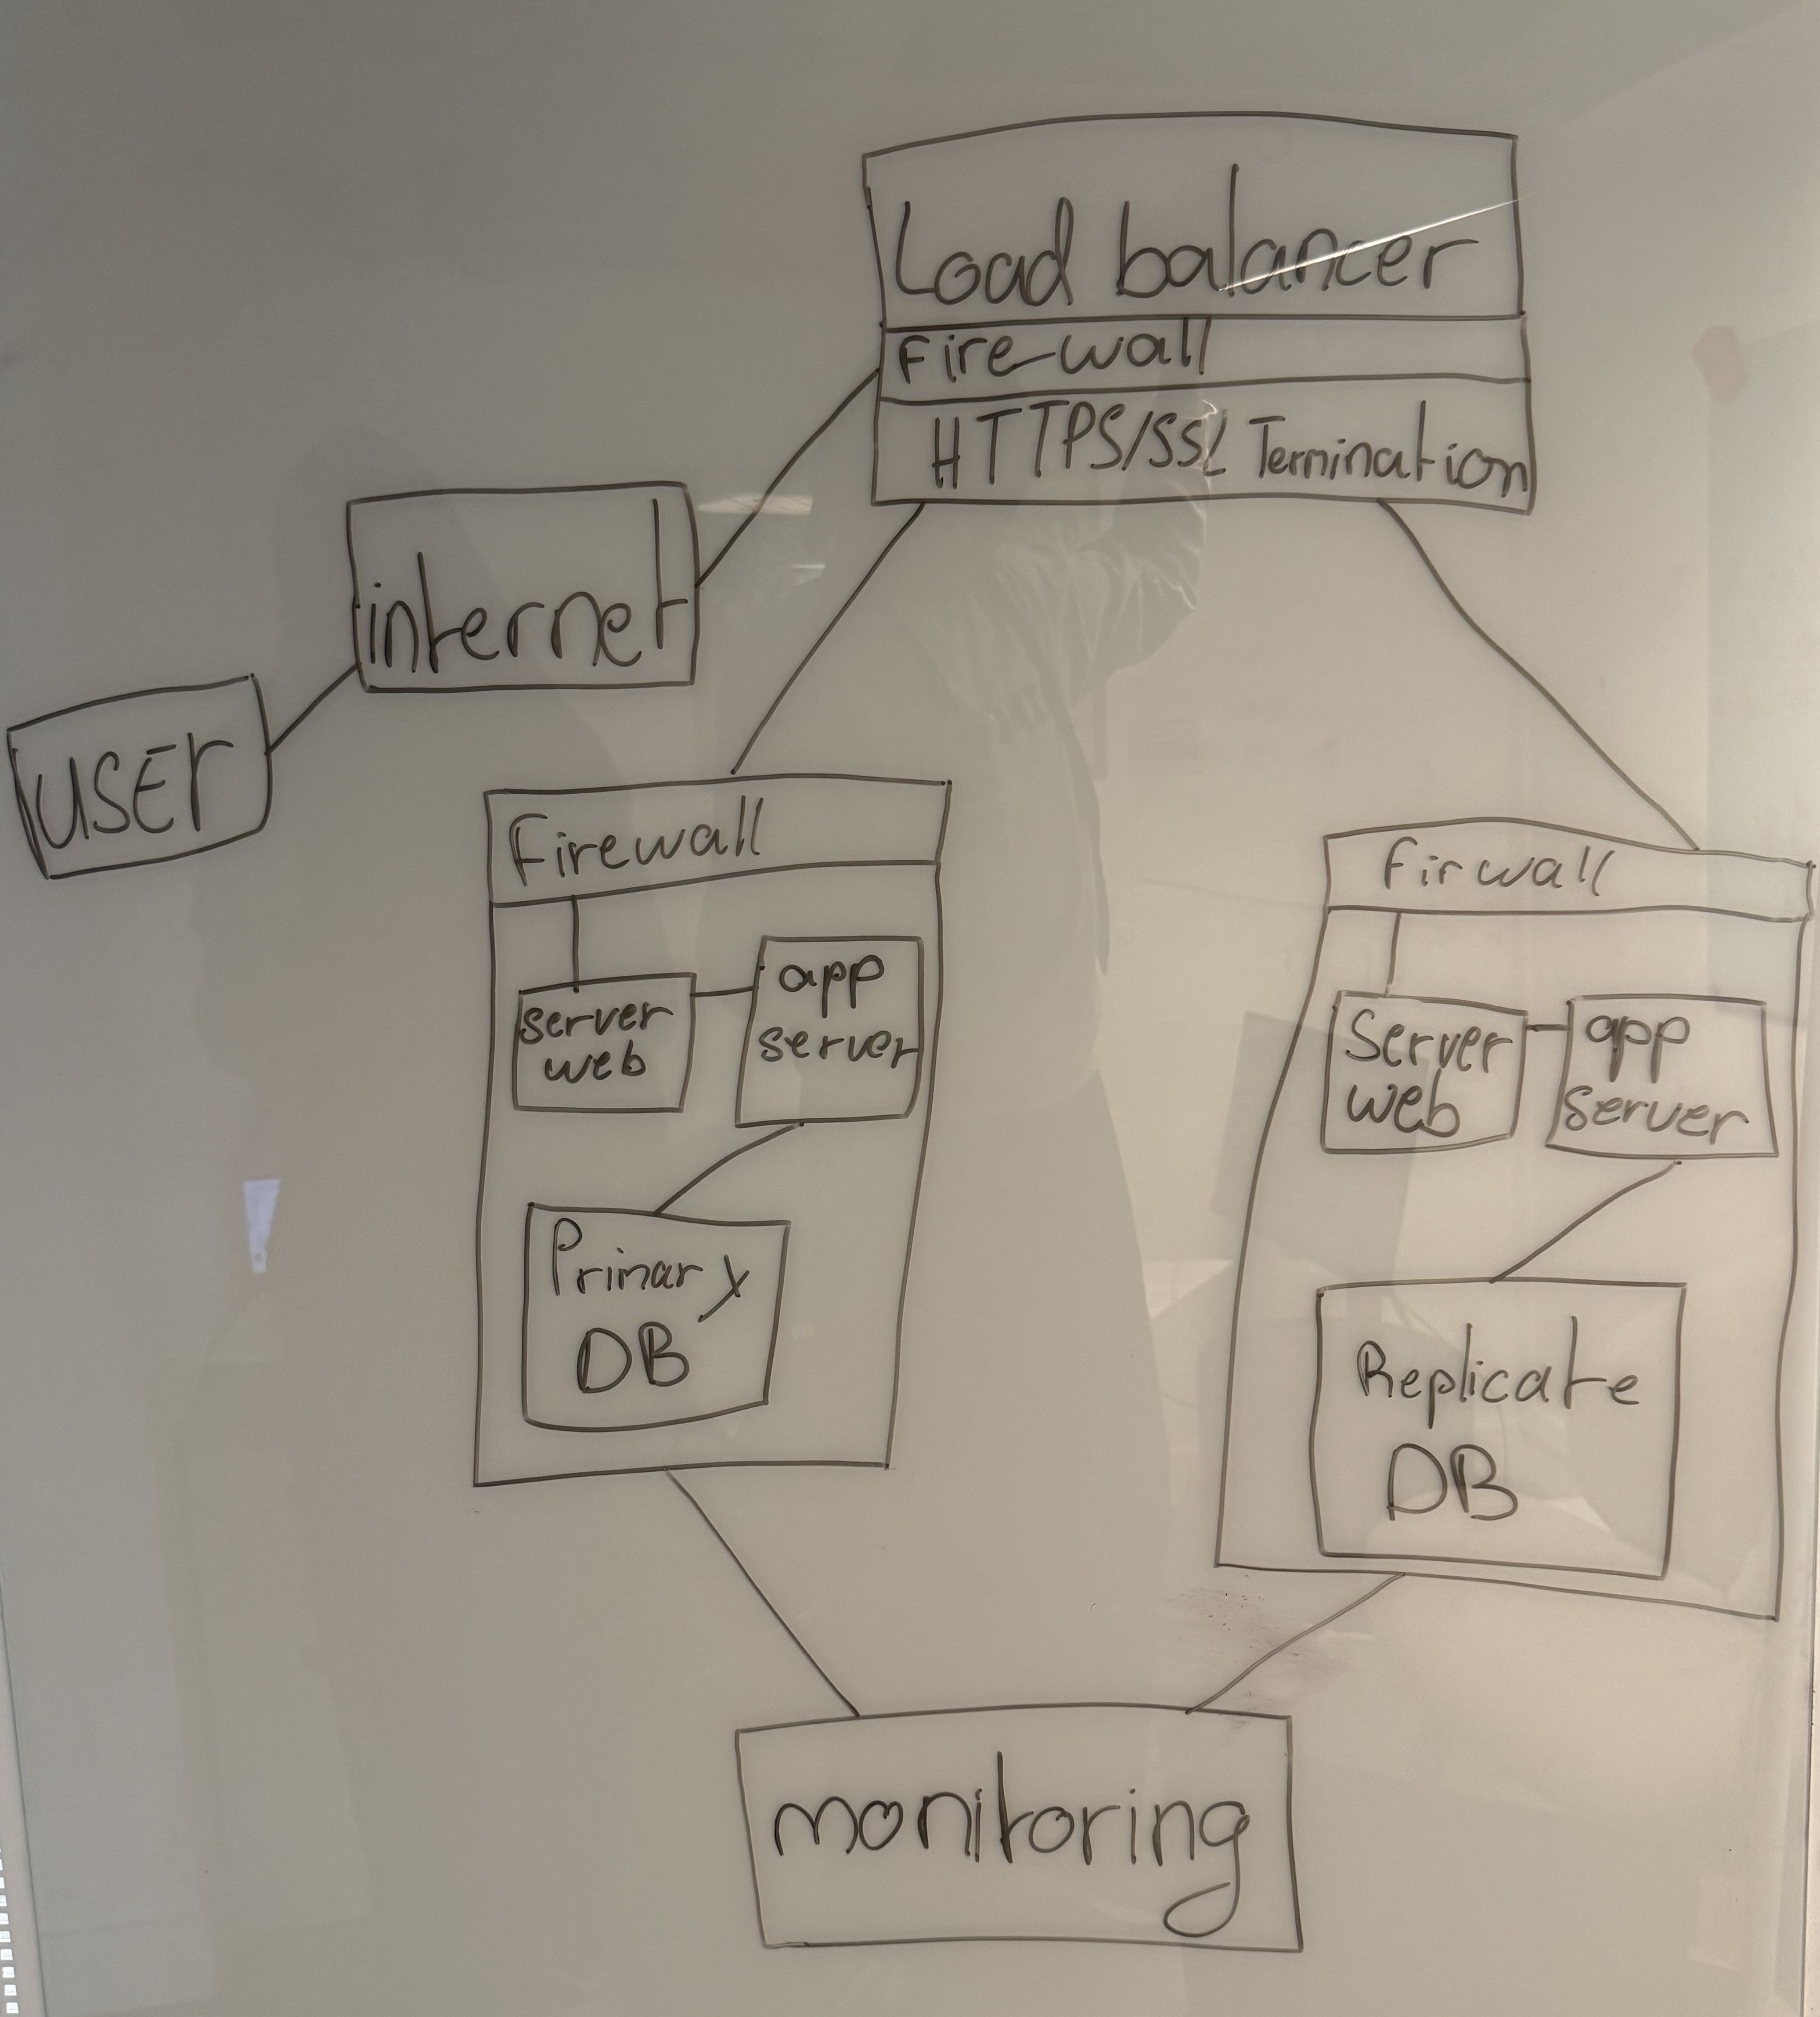 Load balancer
Fire-wall
HTTPS/SSL Termination
internet
user
Firewall
server
web
app
server
Primary
DB
Firwall
Server
web
app
server
Replicate
DB
monitoring